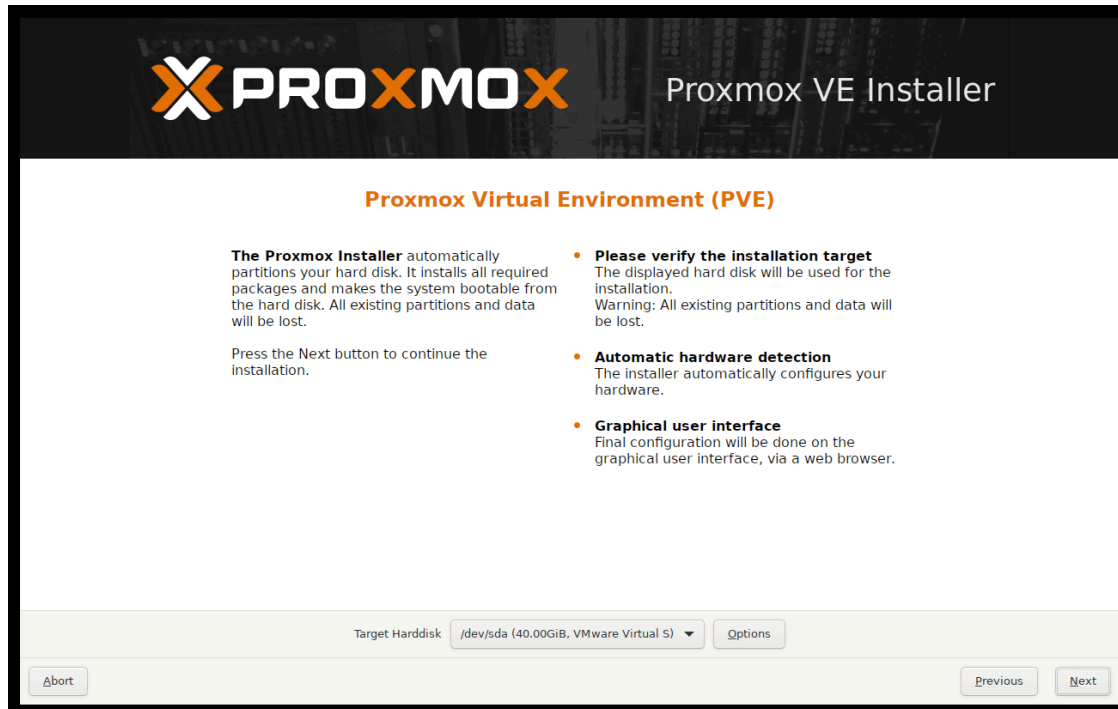 PROXMOX
Proxmox VE Installer
Proxmox Virtual Environment (PVE)
The Proxmox Installer automatically
partitions your hard disk. It installs all required
packages and makes the system bootable from
the hard disk. All existing partitions and data
will be lost.
Press the Next button to continue the
installation.
Please verify the installation target
The displayed hard disk will be used for the
installation.
Warning: All existing partitions and data will
be lost.
Automatic hardware detection
The installer automatically configures your
hardware.
Graphical user interface
Final configuration will be done on the
graphical user interface, via a web browser.
Target Harddisk
/dev/sda (40.00GiB, VMware Virtual S)
Options
Abort
Previous
Next